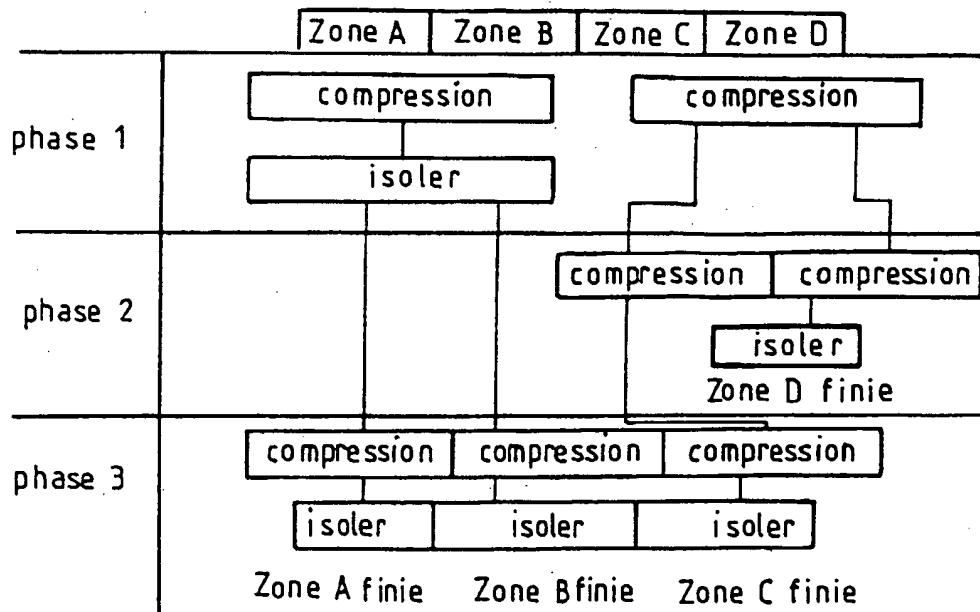 Zone A Zone B Zone C Zone D
compression compression
phase 1
isoler
compression compression
phase 2
isoler
Zone D finie
compression compression compression
phase 3
isoler isoler isoler
Zone A finie Zone B finie Zone C finie